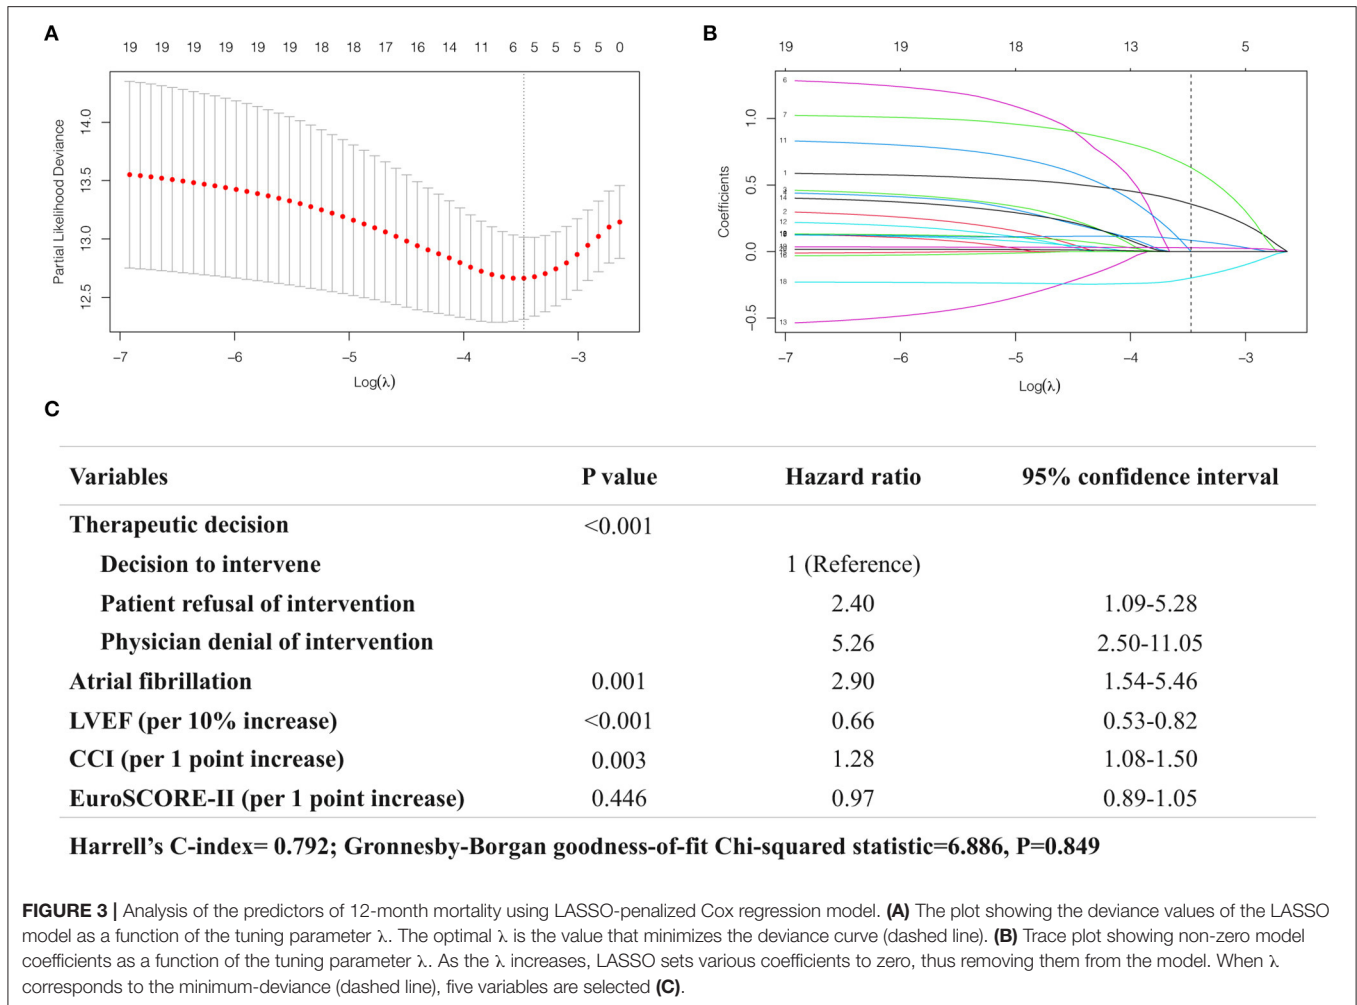 A
19 19 19 19 19 19 18 18 17 16 14 11 6 5 5 5 5 0
Partial Likelihood Deviance
14.0
13.5
13.0
12.5
−7 −6 −5 −4 −3
Log(λ)
B
19 19 18 13 5
Coefficients
1.0
0.5
0.0
−0.5
6
7
11
1
14
2
12
18
13
−7 −6 −5 −4 −3
Log(λ)
C
Variables P value Hazard ratio 95% confidence interval
Therapeutic decision <0.001
Decision to intervene 1 (Reference)
Patient refusal of intervention 2.40 1.09-5.28
Physician denial of intervention 5.26 2.50-11.05
Atrial fibrillation 0.001 2.90 1.54-5.46
LVEF (per 10% increase) <0.001 0.66 0.53-0.82
CCI (per 1 point increase) 0.003 1.28 1.08-1.50
EuroSCORE-II (per 1 point increase) 0.446 0.97 0.89-1.05
Harrell's C-index= 0.792; Gronnesby-Borgan goodness-of-fit Chi-squared statistic=6.886, P=0.849
FIGURE 3 | Analysis of the predictors of 12-month mortality using LASSO-penalized Cox regression model. (A) The plot showing the deviance values of the LASSO
model as a function of the tuning parameter λ. The optimal λ is the value that minimizes the deviance curve (dashed line). (B) Trace plot showing non-zero model
coefficients as a function of the tuning parameter λ. As the λ increases, LASSO sets various coefficients to zero, thus removing them from the model. When λ
corresponds to the minimum-deviance (dashed line), five variables are selected (C).